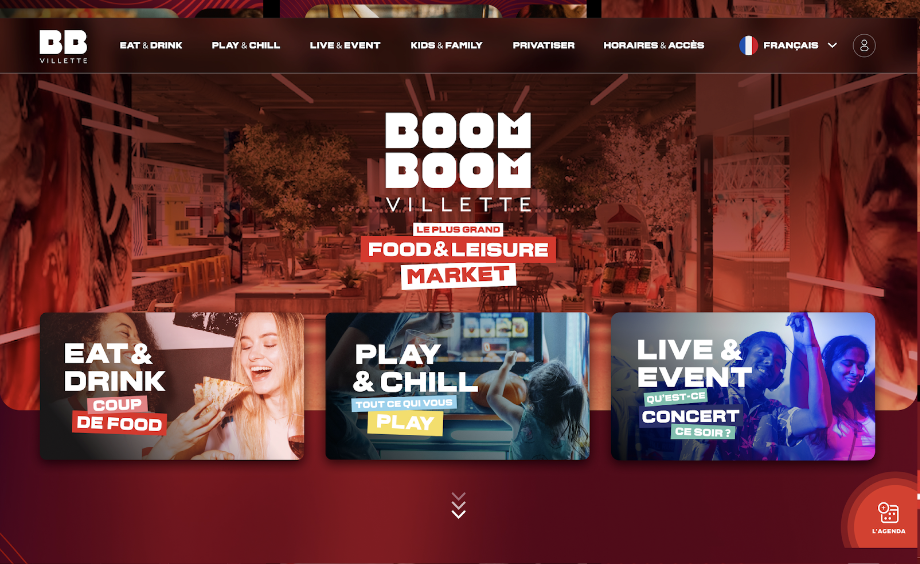 BB
VILLETTE
EAT & DRINK
PLAY & CHILL
LIVE & EVENT
KIDS & FAMILY
PRIVATISER
HORAIRES & ACCÈS
FRANÇAIS
BOOM
BOOM
VILLETTE
LE PLUS GRAND
FOOD & LEISURE
MARKET
EAT &
DRINK
COUP
DE FOOD
PLAY
& CHILL
TOUT CE QUI VOUS
PLAY
LIVE &
EVENT
QU'EST-CE
CONCERT
CE SOIR ?
L'AGENDA